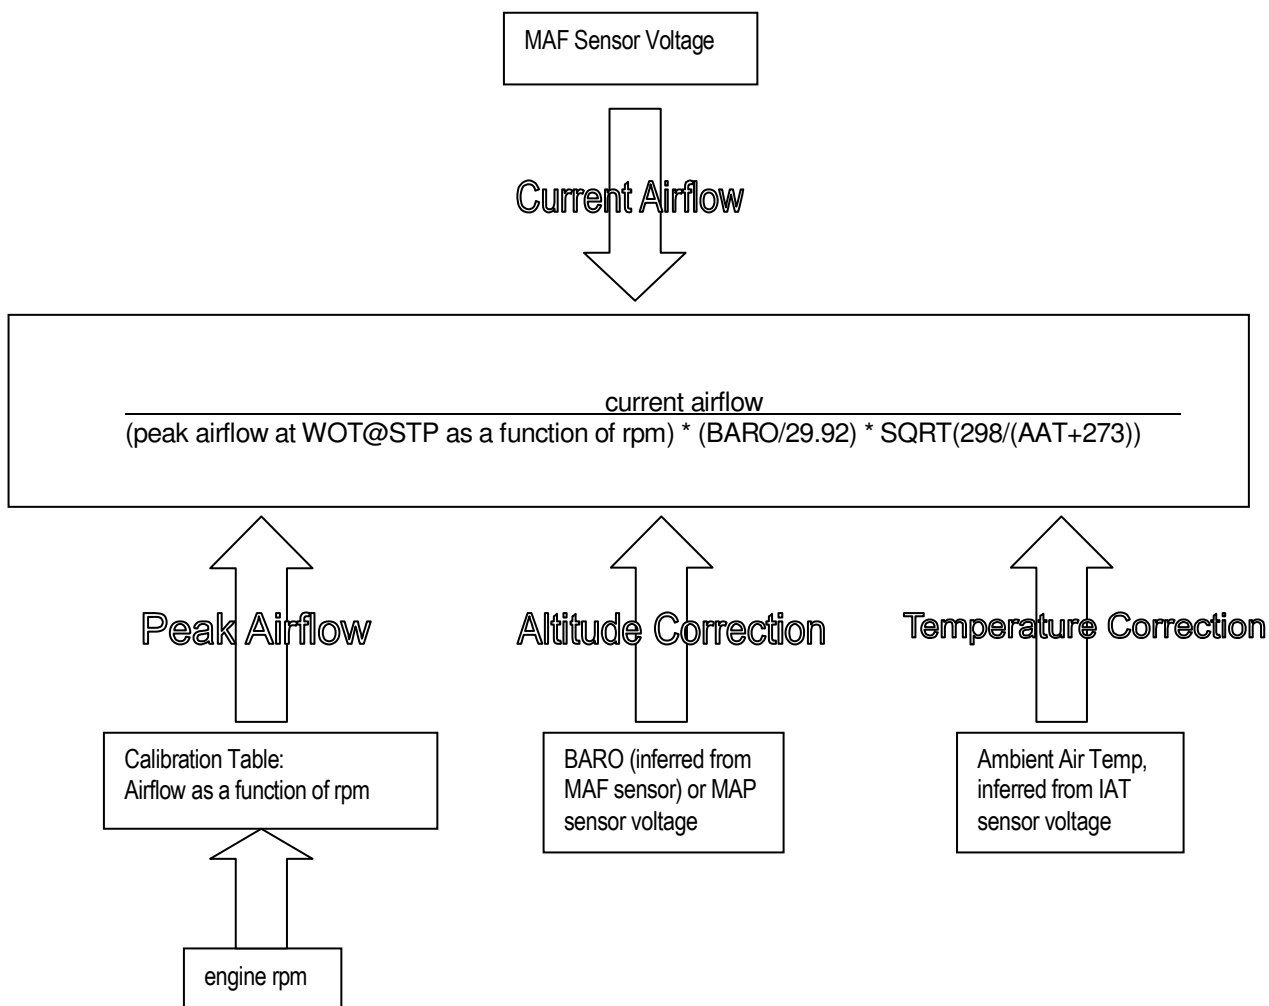 MAF Sensor Voltage
Current Airflow
current airflow
(peak airflow at WOT@STP as a function of rpm) * (BARO/29.92) * SQRT(298/(AAT+273))
Peak Airflow
Altitude Correction
Temperature Correction
Calibration Table:
Airflow as a function of rpm
BARO (inferred from
MAF sensor) or MAP
sensor voltage
Ambient Air Temp,
inferred from IAT
sensor voltage
engine rpm